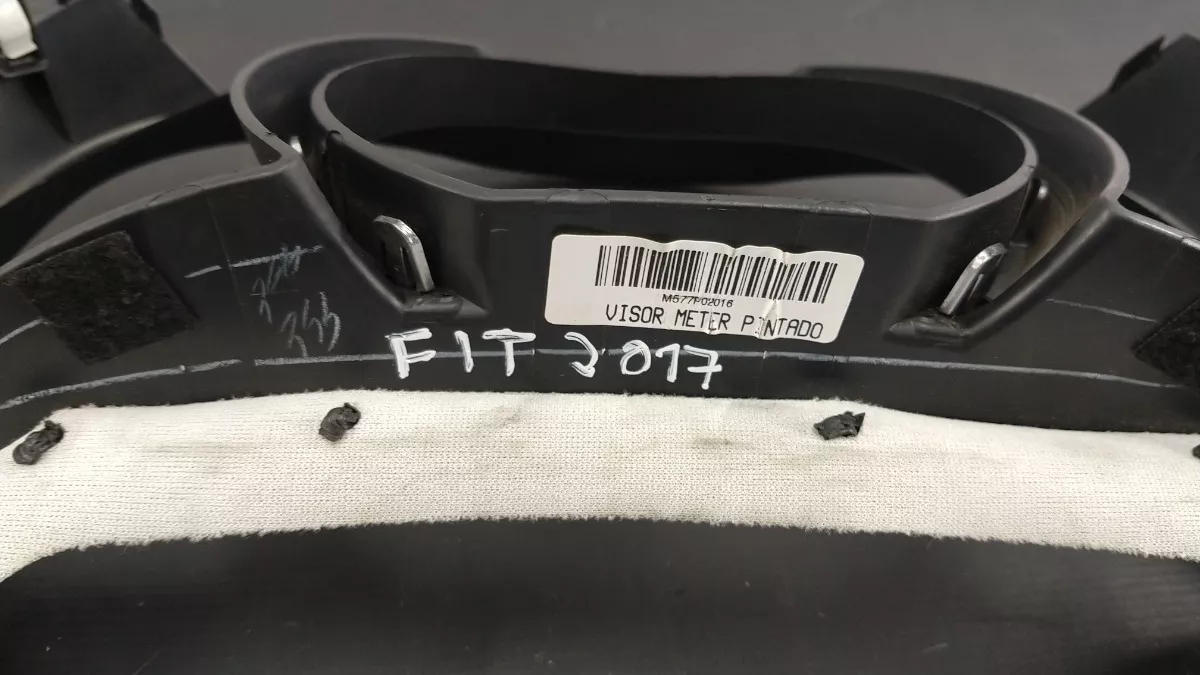 M577P02016
VISOR METER PINTADO
FIT 2017